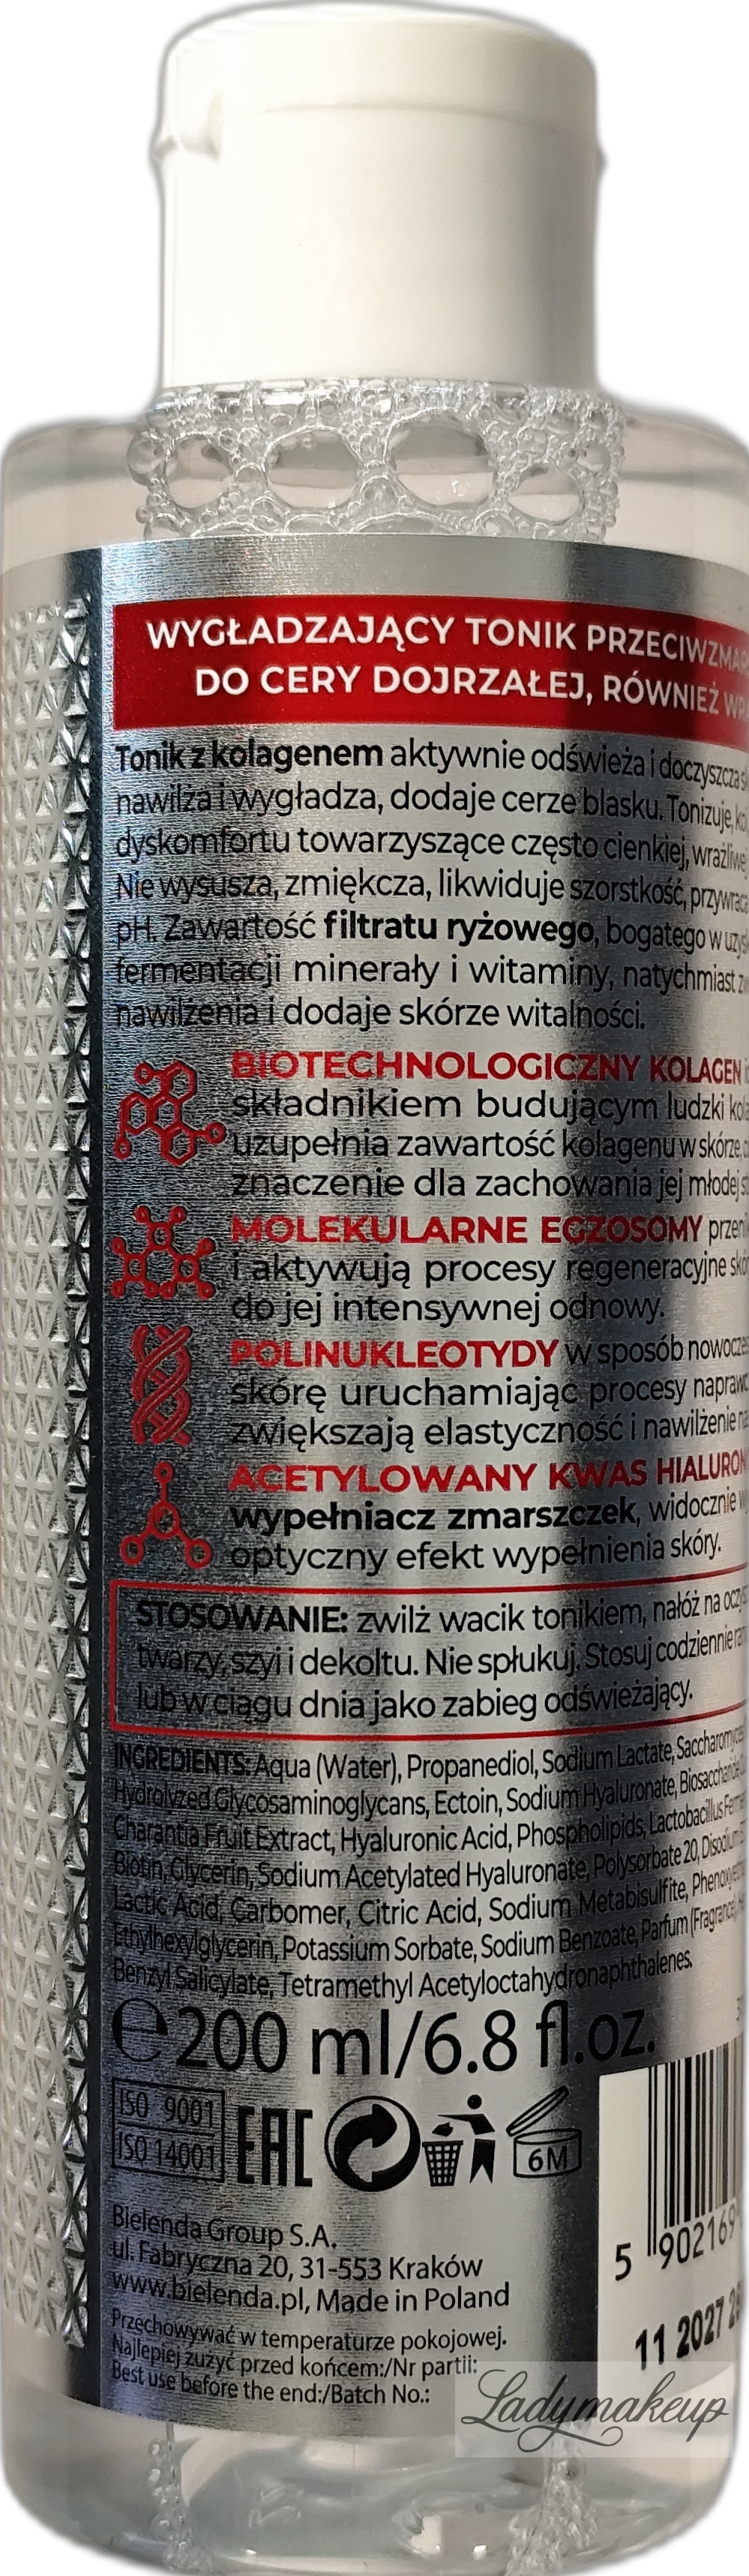 WYGŁADZAJĄCY TONIK
DO CERY DOJRZAŁEJ, RÓWNIEŻ
Tonik z kolagenem aktywnie odświeża i doczyszcza
nawilża i wygładza, dodaje cerze blasku. Tonizuje,
dyskomfortu towarzyszące często cienkiej,
Nie wysusza, zmiękcza, likwiduje szorstkość,
pH. Zawartość filtratu ryżowego, bogatego w
fermentacji minerały i witaminy, natychmiast
nawilżenia i dodaje skórze witalności.
BIOTECHNOLOGICZNY KOLAGEN
składnikiem budującym ludzki
uzupełnia zawartość kolagenu w skórze,
znaczenie dla zachowania jej młodej
MOLEKULARNE EGZOSOMY
i aktywują procesy regeneracyjne
do jej intensywnej odnowy.
POLINUKLEOTYDY w sposób
skórę uruchamiając procesy
zwiększają elastyczność i nawilżenie
ACETYLOWANY KWAS
wypełniacz zmarszczek, widocznie
optyczny efekt wypełnienia skóry.
STOSOWANIE: zwilż wacik tonikiem, nałóż na
twarzy, szyi i dekoltu. Nie spłukuj. Stosuj codziennie
lub w ciągu dnia jako zabieg odświeżający.
INGREDIENTS: Aqua (Water), Propanediol, Sodium Lactate,
Hydrolyzed Glycosaminoglycans, Ectoin, Sodium Hyaluronate,
Charantia Fruit Extract, Hyaluronic Acid, Phospholipids, Lactobacillus
Biotin, Glycerin, Sodium Acetylated Hyaluronate, Polysorbate 20, Disodium
Lactic Acid, Carbomer, Citric Acid, Sodium Metabisulfite,
Ethylhexylglycerin, Potassium Sorbate, Sodium Benzoate, Parfum (Fragrance),
Benzyl Salicylate, Tetramethyl Acetyloctahydronaphthalenes.
e 200 ml/6.8 fl.oz.
ISO 9001
ISO 14001
EAC
6M
5 902169
11 2027
Bielenda Group S.A.
ul. Fabryczna 20, 31-553 Kraków
www.bielenda.pl, Made in Poland
Przechowywać w temperaturze pokojowej.
Najlepiej zużyć przed końcem:/Nr partii:
Best use before the end:/Batch No.:
Ladymakeup